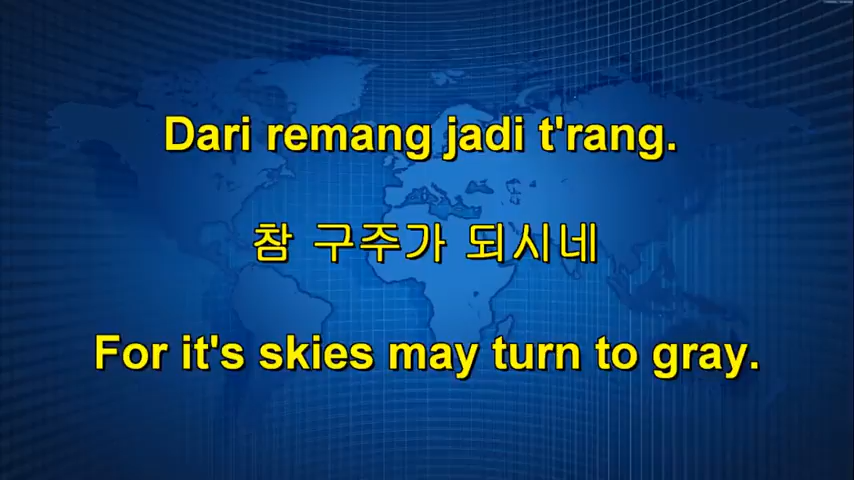 Dari remang jadi t'rang.
참 구주가 되시네
For it's skies may turn to gray.